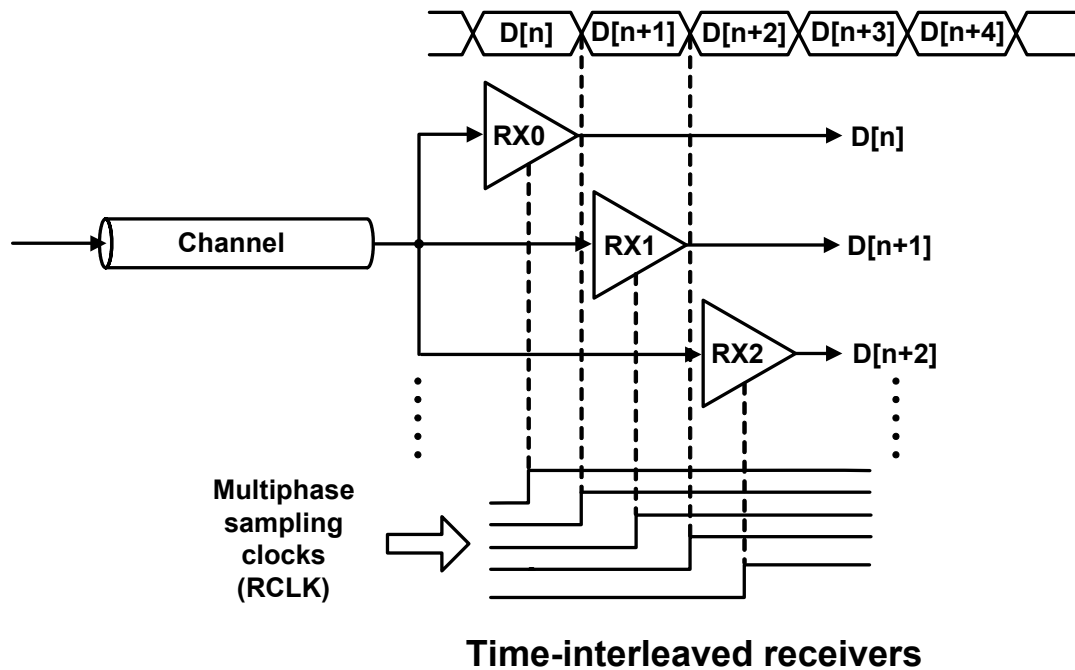 D[n] D[n+1] D[n+2] D[n+3] D[n+4]
RX0
D[n]
Channel
RX1
D[n+1]
RX2
D[n+2]
Multiphase
sampling
clocks
(RCLK)
Time-interleaved receivers